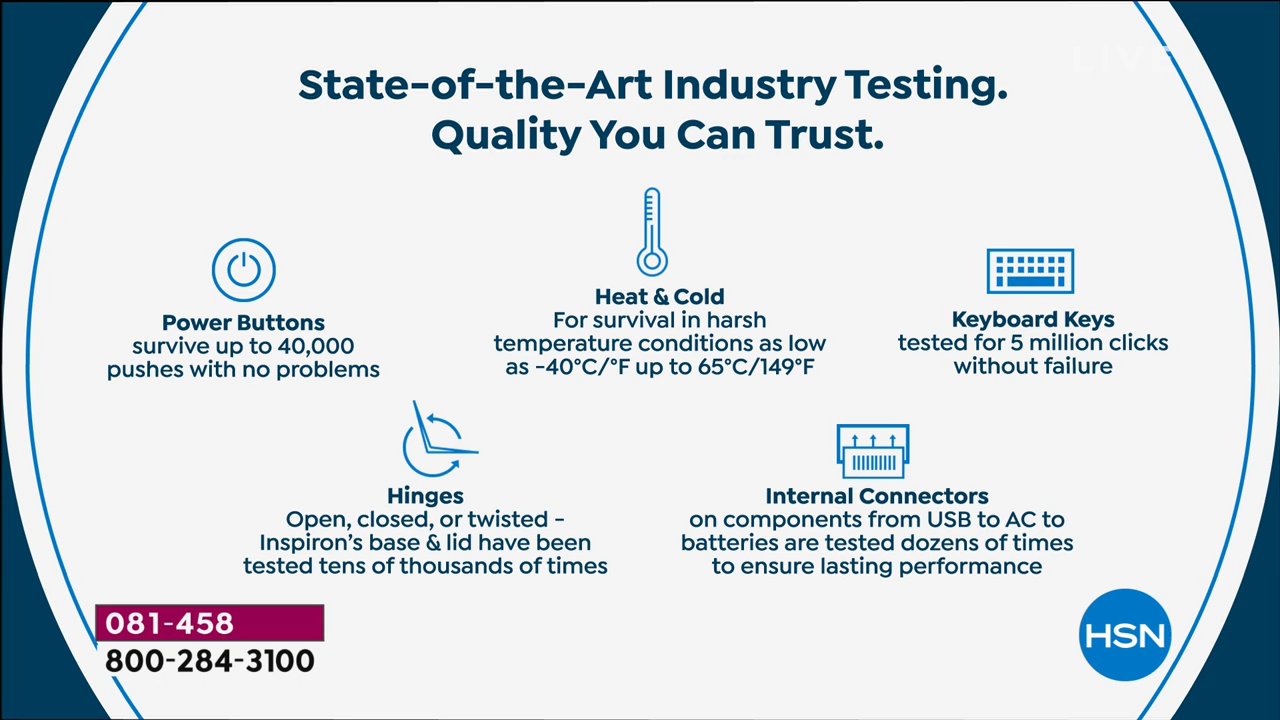 LIVE
State-of-the-Art Industry Testing.
Quality You Can Trust.
Power Buttons
survive up to 40,000
pushes with no problems
Heat & Cold
For survival in harsh
temperature conditions as low
as -40°C/°F up to 65°C/149°F
Keyboard Keys
tested for 5 million clicks
without failure
Hinges
Open, closed, or twisted -
Inspiron's base & lid have been
tested tens of thousands of times
Internal Connectors
on components from USB to AC to
batteries are tested dozens of times
to ensure lasting performance
081-458
800-284-3100
HSN